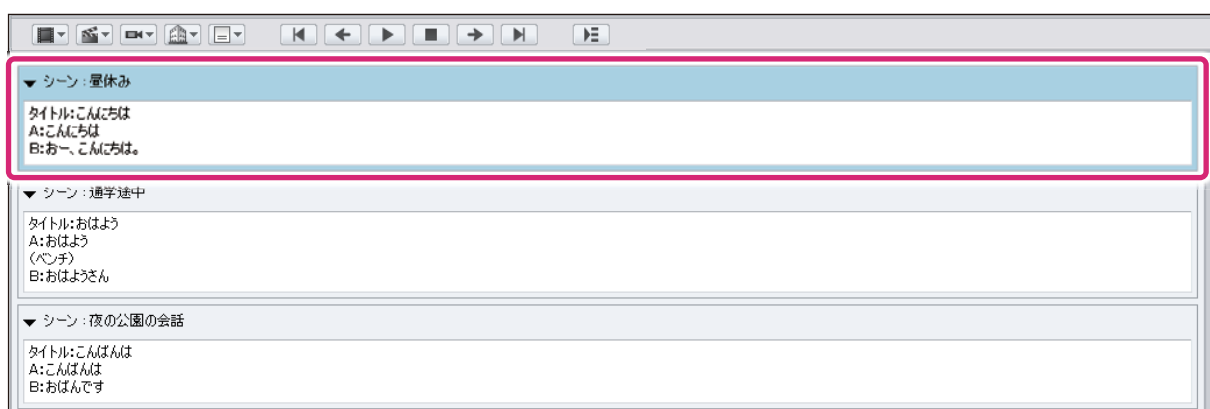 シーン：昼休み
タイトル:こんにちは
A:こんにちは
B:おー、こんにちは。
シーン：通学途中
タイトル:おはよう
A:おはよう
(ベンチ)
B:おはようさん
シーン：夜の公園の会話
タイトル:こんばんは
A:こんばんは
B:おばんです